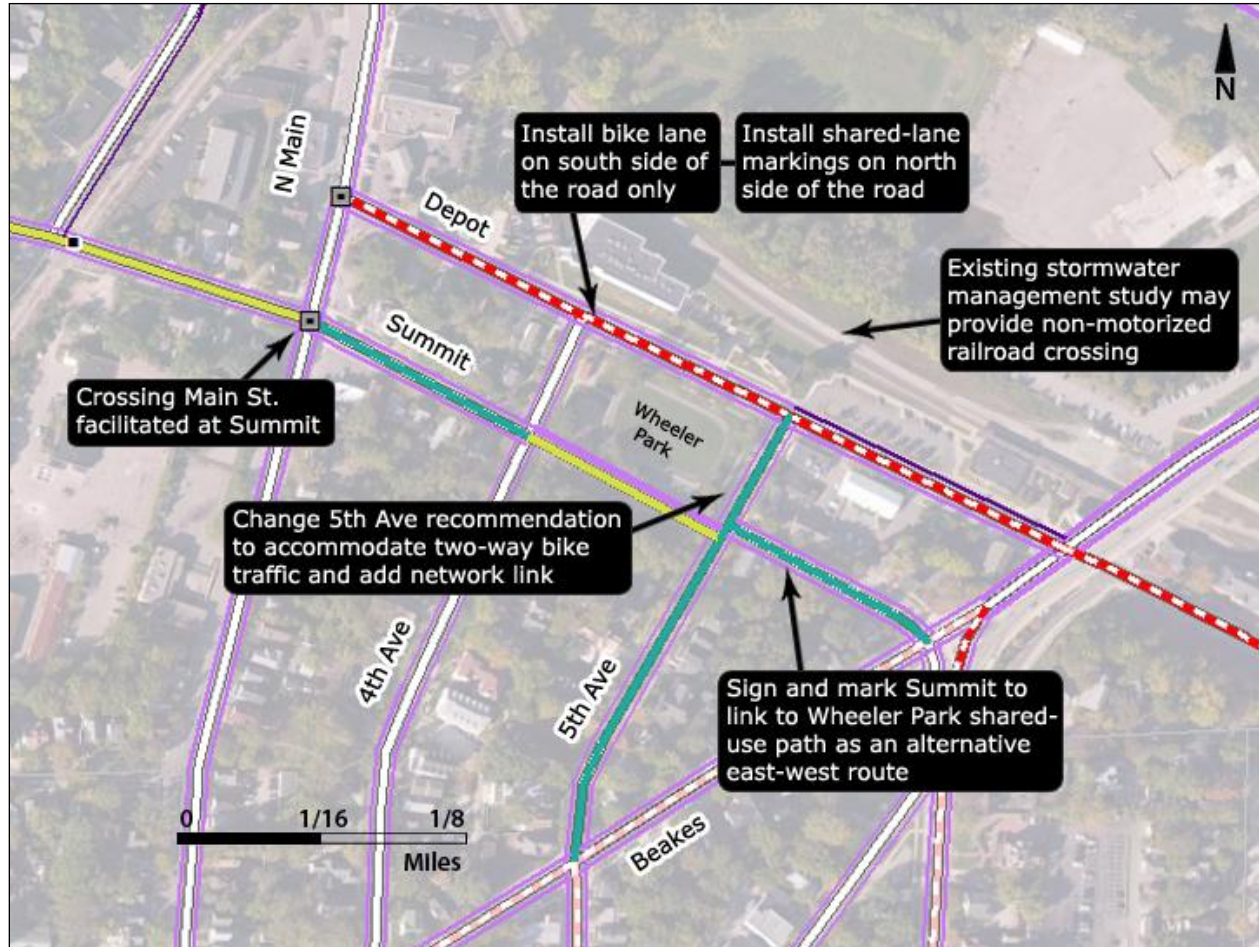 N
N Main
Install bike lane
on south side of
the road only
Install shared-lane
markings on north
side of the road
Depot
Existing stormwater
management study may
provide non-motorized
railroad crossing
Summit
Crossing Main St.
facilitated at Summit
Wheeler
Park
Change 5th Ave recommendation
to accommodate two-way bike
traffic and add network link
4th Ave
5th Ave
Sign and mark Summit to
link to Wheeler Park shared-
use path as an alternative
east-west route
0 1/16 1/8
Miles
Beakes